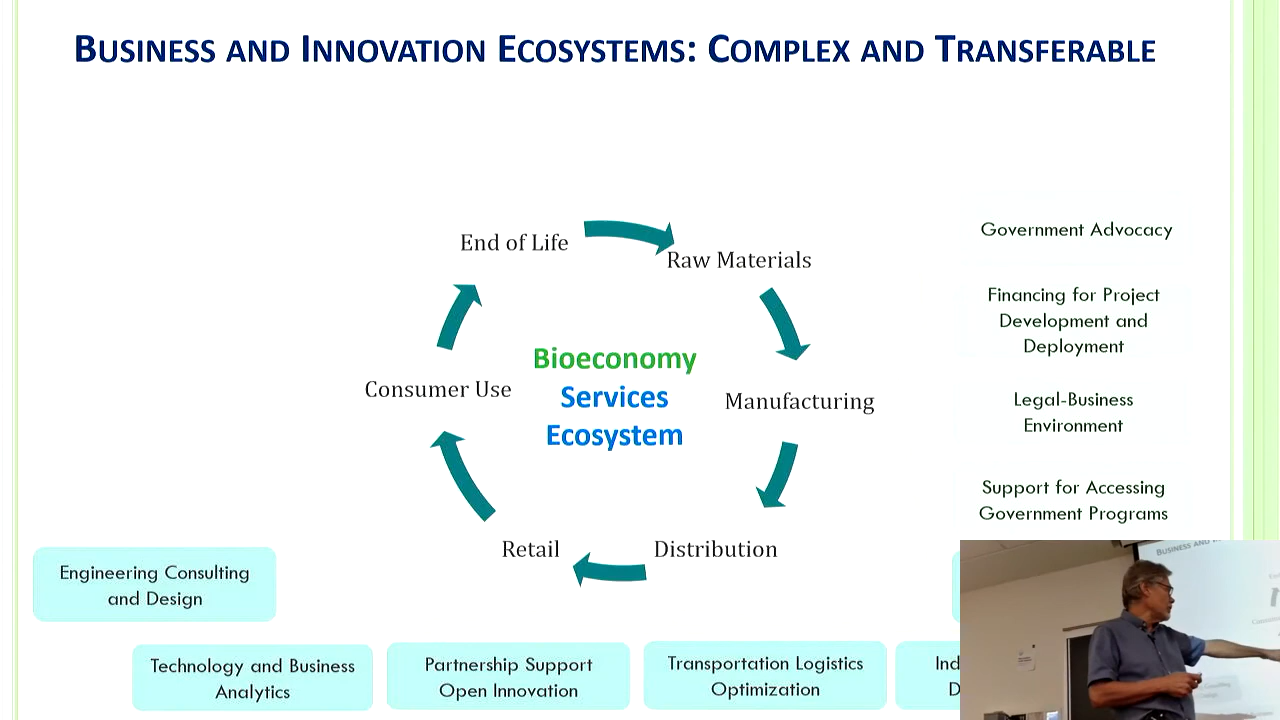 BUSINESS AND INNOVATION ECOSYSTEMS: COMPLEX AND TRANSFERABLE
End of Life
Raw Materials
Consumer Use
Bioeconomy
Services
Ecosystem
Manufacturing
Retail
Distribution
Government Advocacy
Financing for Project
Development and
Deployment
Legal-Business
Environment
Support for Accessing
Government Programs
Engineering Consulting
and Design
Technology and Business
Analytics
Partnership Support
Open Innovation
Transportation Logistics
Optimization
BUSINESS AND